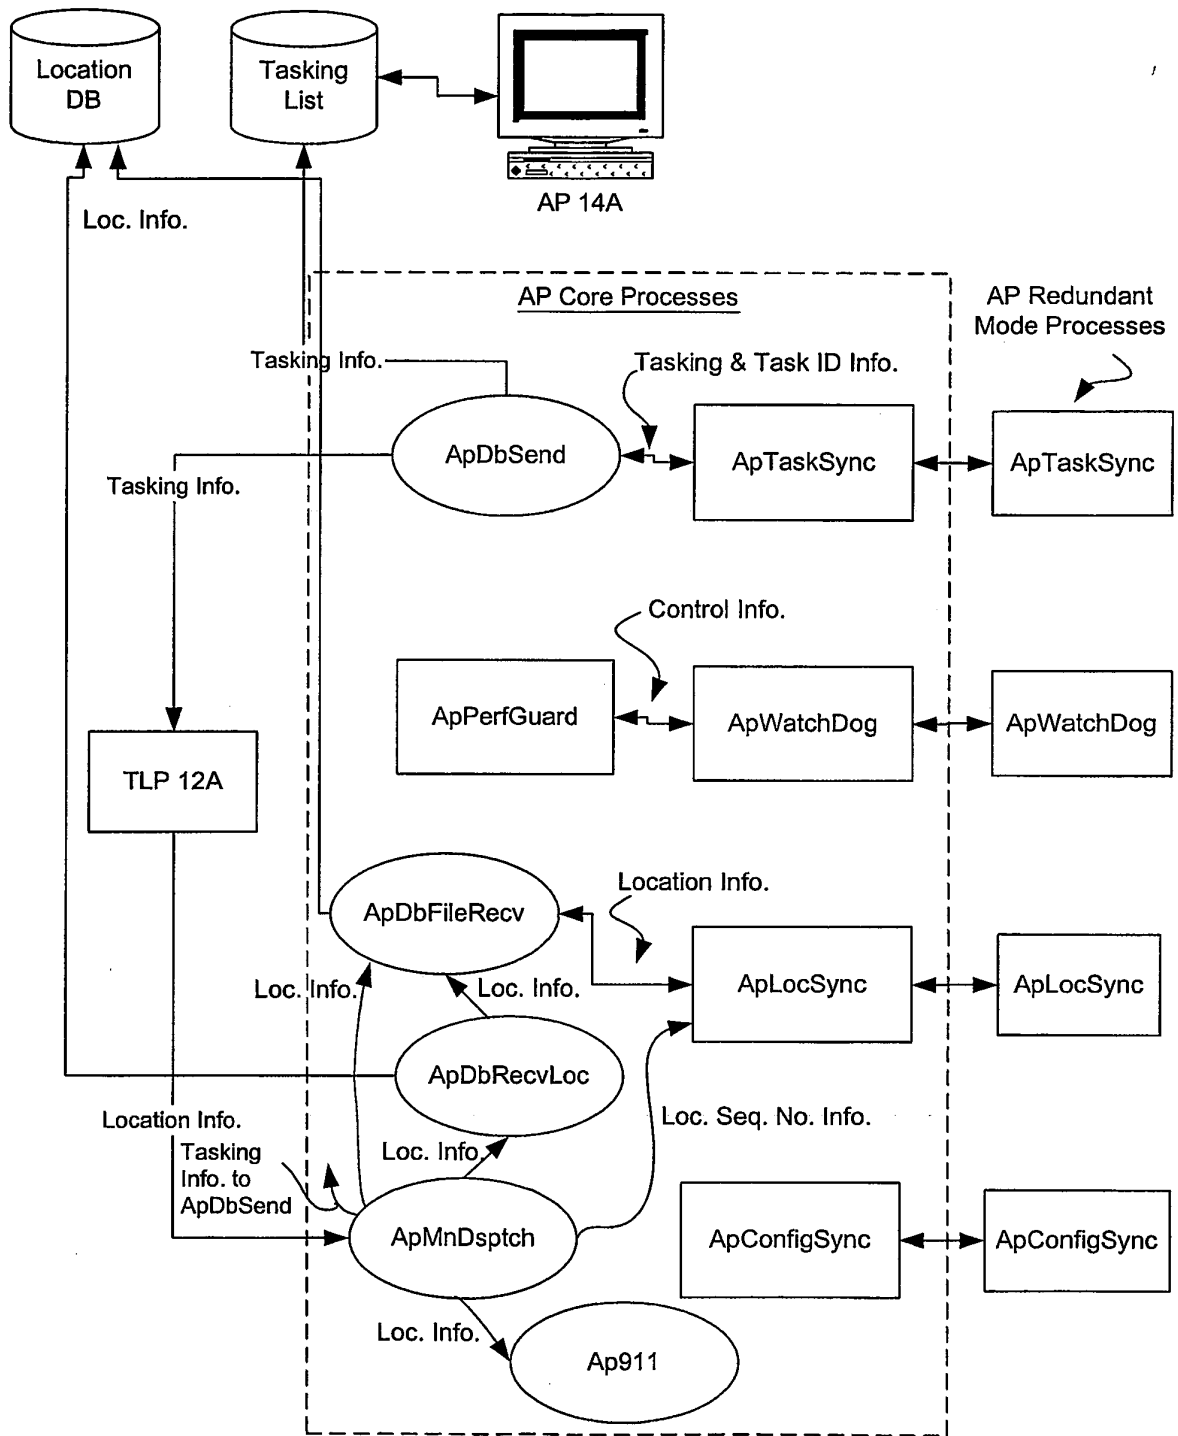 Location
DB
Tasking
List
AP 14A
Loc. Info.
AP Core Processes
AP Redundant
Mode Processes
Tasking Info.
Tasking & Task ID Info.
ApDbSend
ApTaskSync
ApTaskSync
Tasking Info.
Control Info.
ApPerfGuard
ApWatchDog
ApWatchDog
TLP 12A
Location Info.
ApDbFileRecv
Loc. Info.
Loc. Info.
ApLocSync
ApLocSync
ApDbRecvLoc
Location Info.
Loc. Seq. No. Info.
Tasking
Info. to
ApDbSend
Loc. Info.
ApMnDsptch
ApConfigSync
ApConfigSync
Loc. Info.
Ap911